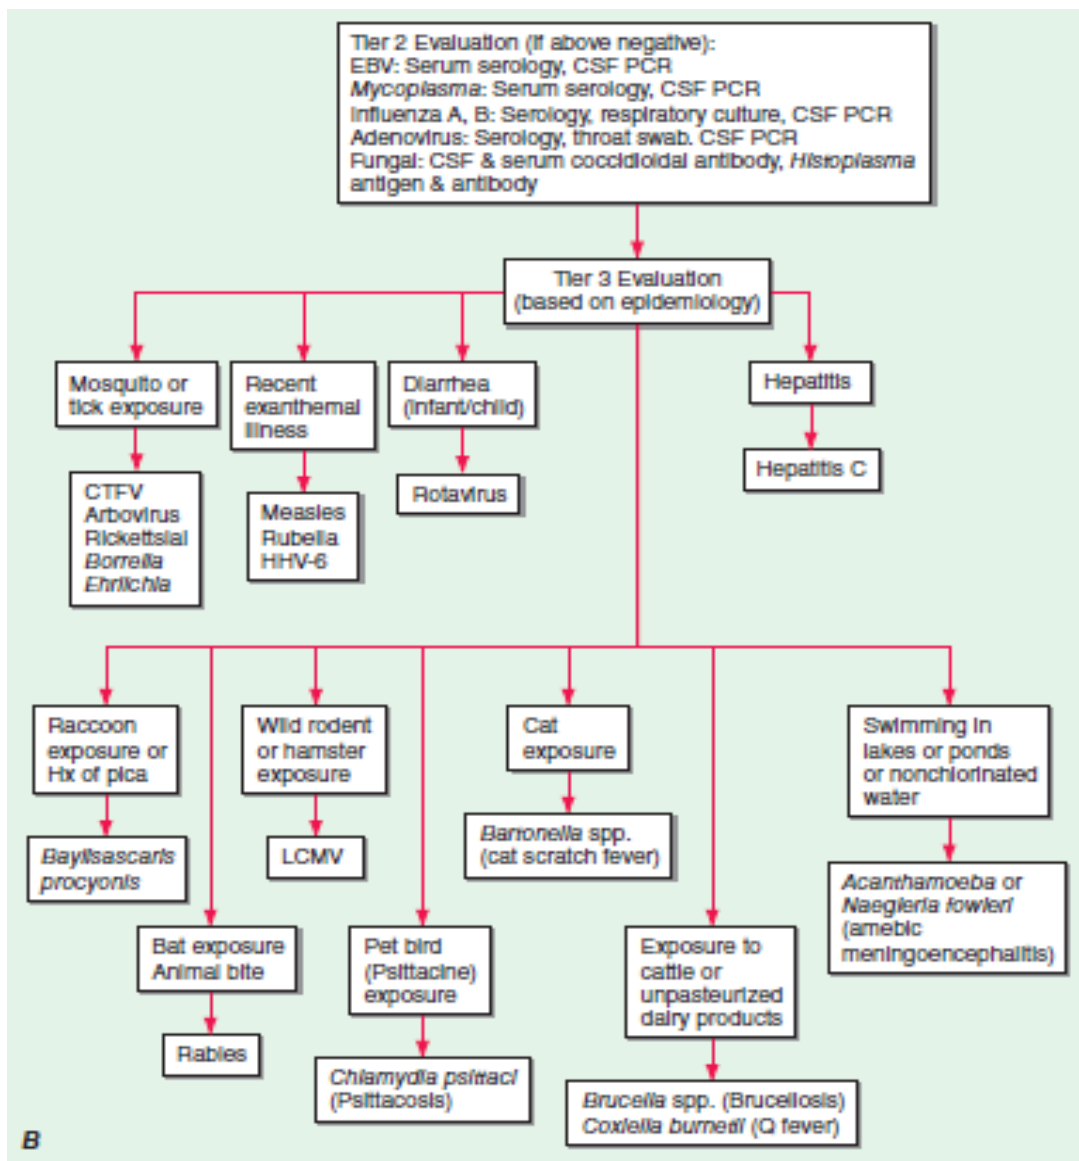 Tier 2 Evaluation (if above negative):
EBV: Serum serology, CSF PCR
Mycoplasma: Serum serology, CSF PCR
Influenza A, B: Serology, respiratory culture, CSF PCR
Adenovirus: Serology, throat swab. CSF PCR
Fungal: CSF & serum coccidioidal antibody, Histoplasma
antigen & antibody
Tier 3 Evaluation
(based on epidemiology)
Mosquito or
tick exposure
Recent
exanthemal
illness
Diarrhea
(infant/child)
Hepatitis
CTFV
Arbovirus
Rickettsial
Borrelia
Ehrlichia
Measles
Rubella
HHV-6
Rotavirus
Hepatitis C
Raccoon
exposure or
Hx of pica
Wild rodent
or hamster
exposure
Cat
exposure
Swimming in
lakes or ponds
or nonchlorinated
water
Baylisascaris
procyonis
LCMV
Bartonella spp.
(cat scratch fever)
Acanthamoeba or
Naegleria fowleri
(amebic
meningoencephalitis)
Bat exposure
Animal bite
Pet bird
(Psittacine)
exposure
Exposure to
cattle or
unpasteurized
dairy products
Rabies
Chlamydia psittaci
(Psittacosis)
Brucella spp. (Brucellosis)
Coxiella burnetii (Q fever)
B